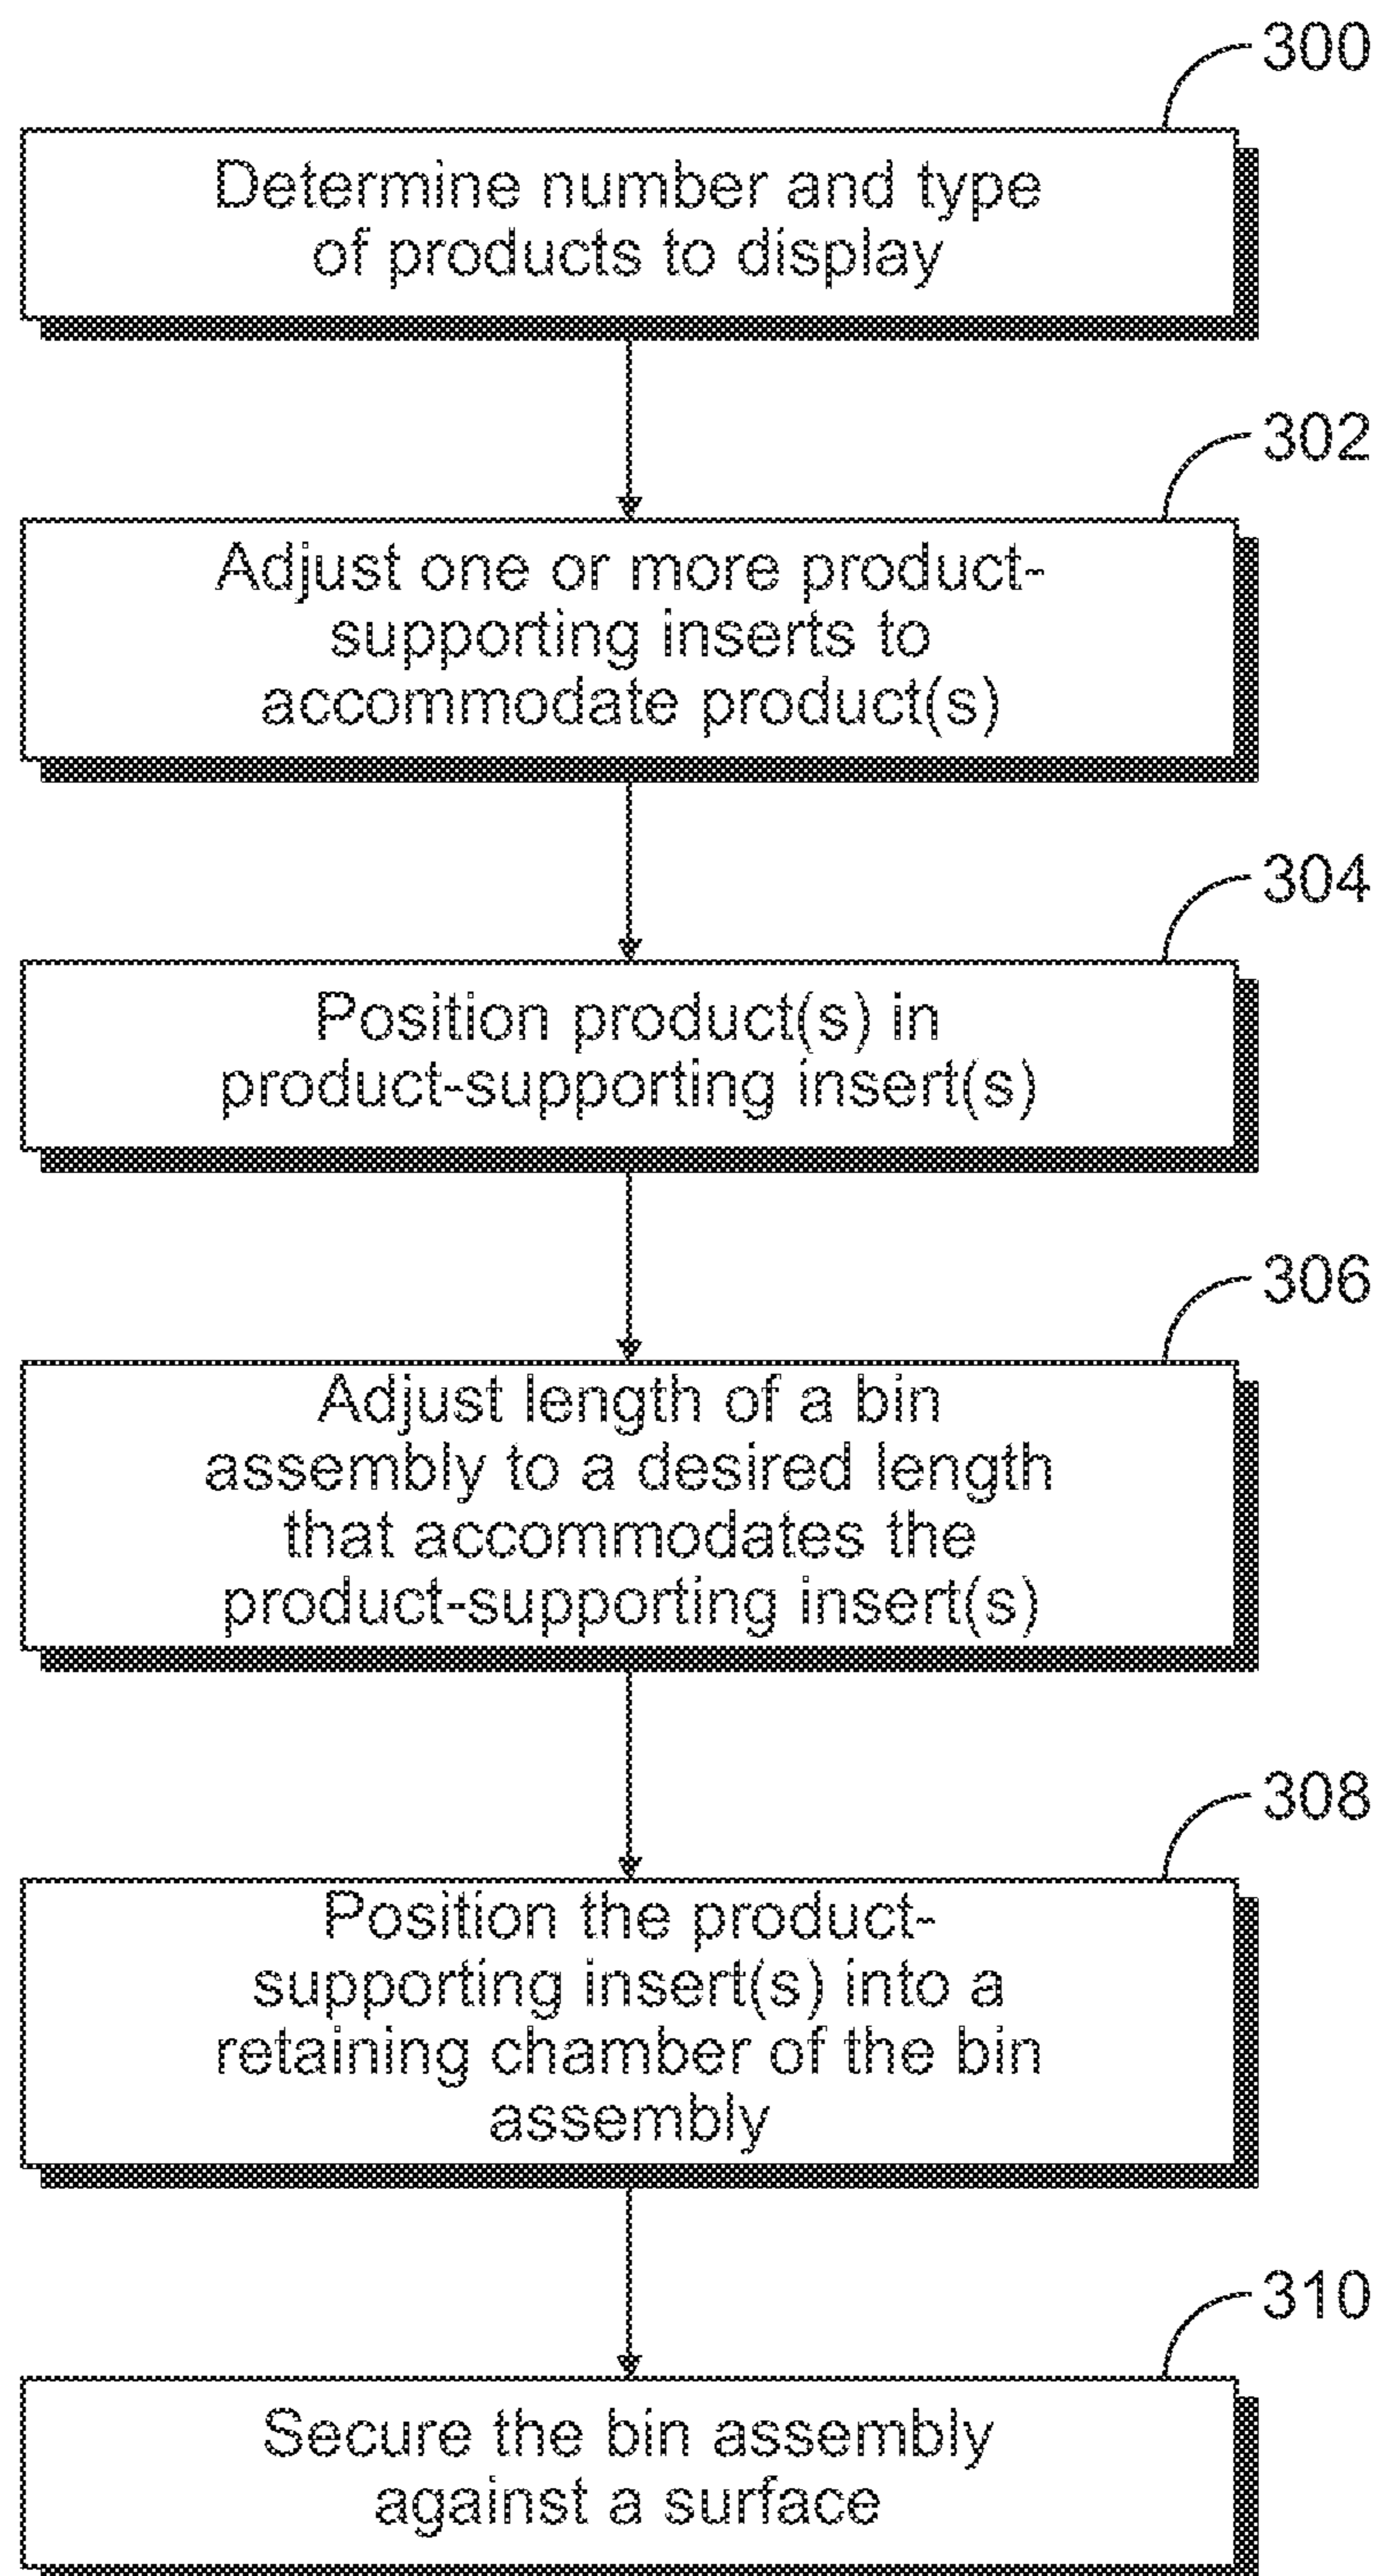 300
Determine number and type
of products to display
302
Adjust one or more product-
supporting inserts to
accommodate product(s)
304
Position product(s) in
product-supporting insert(s)
306
Adjust length of a bin
assembly to a desired length
that accommodates the
product-supporting insert(s)
308
Position the product-
supporting insert(s) into a
retaining chamber of the bin
assembly
310
Secure the bin assembly
against a surface